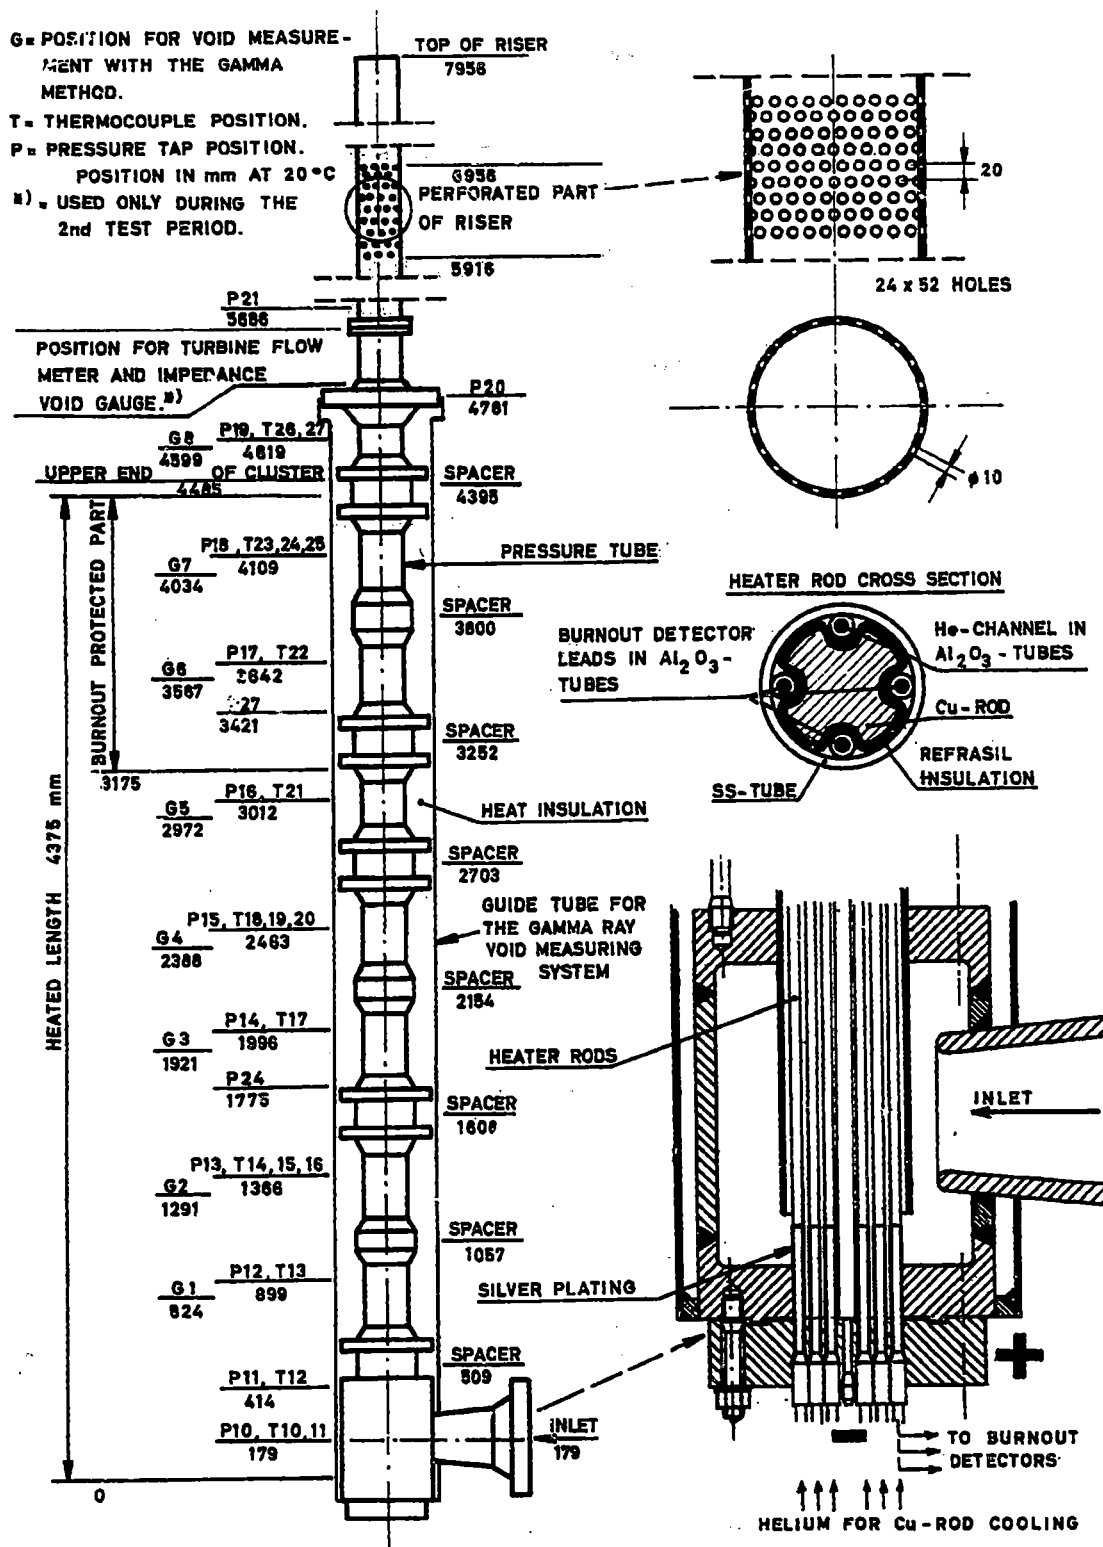 G= POSITION FOR VOID MEASURE-
MENT WITH THE GAMMA
METHOD.
T= THERMOCOUPLE POSITION.
P= PRESSURE TAP POSITION.
POSITION IN mm AT 20°C
*) = USED ONLY DURING THE
2nd TEST PERIOD.
TOP OF RISER
7956
6956
PERFORATED PART
OF RISER
5916
20
24 x 52 HOLES
P21
5686
POSITION FOR TURBINE FLOW
METER AND IMPEDANCE
VOID GAUGE.*)
P20
4781
ø10
P19, T26, 27
4619
G8
4599
UPPER END OF CLUSTER
4485
SPACER
4395
BURNOUT PROTECTED PART
HEATED LENGTH 4375 mm
P18, T23, 24, 25
4109
G7
4034
PRESSURE TUBE
SPACER
3800
P17, T22
G6
3567
27
3421
SPACER
3252
3175
HEATER ROD CROSS SECTION
BURNOUT DETECTOR
LEADS IN Al2O3-
TUBES
He-CHANNEL IN
Al2O3-TUBES
Cu-ROD
REFRASIL
INSULATION
SS-TUBE
P16, T21
3012
G5
2972
HEAT INSULATION
SPACER
2703
GUIDE TUBE FOR
THE GAMMA RAY
VOID MEASURING
SYSTEM
P15, T18, 19, 20
2463
G4
2388
SPACER
2154
P14, T17
1996
G3
1921
HEATER RODS
P24
1775
SPACER
1606
INLET
P13, T14, 15, 16
1366
G2
1291
SPACER
1057
P12, T13
899
G1
824
SILVER PLATING
SPACER
509
P11, T12
414
P10, T10, 11
179
INLET
179
0
+
−
TO BURNOUT
DETECTORS
HELIUM FOR Cu-ROD COOLING